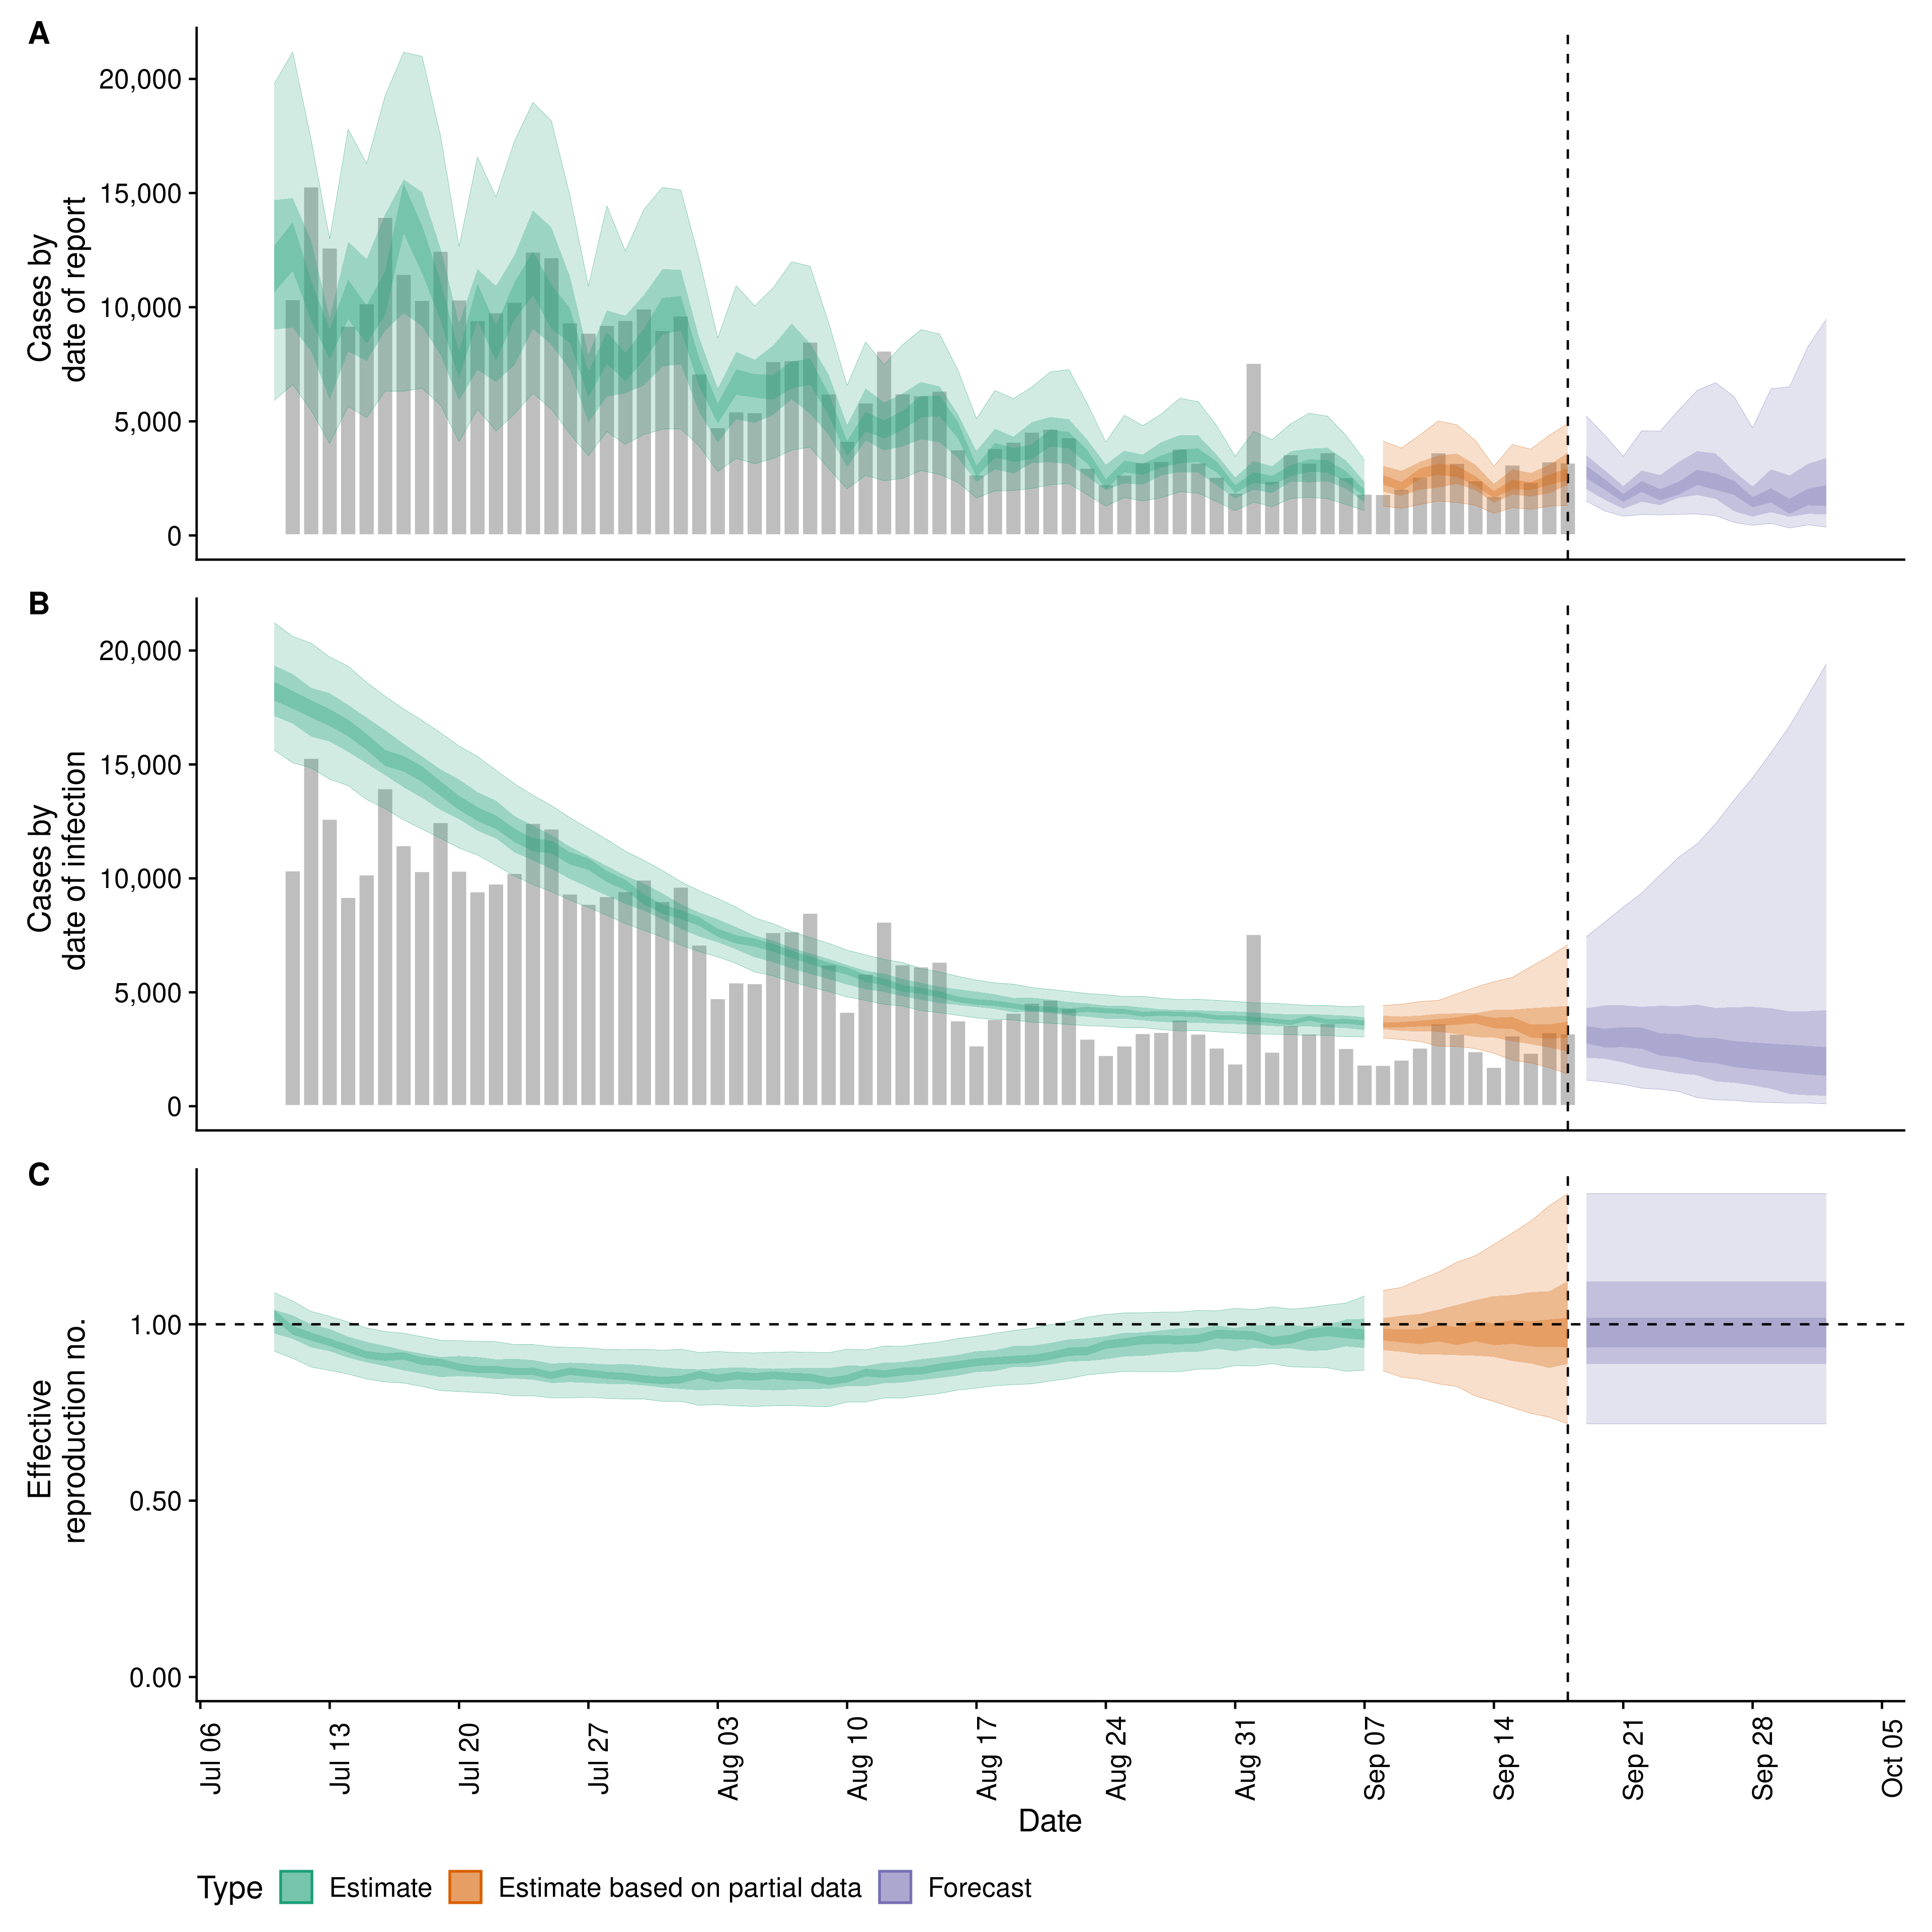 A
Cases by
date of report
20,000
15,000
10,000
5,000
0
B
Cases by
date of infection
20,000
15,000
10,000
5,000
0
C
Effective
reproduction no.
1.00
0.50
0.00
Jul 06
Jul 13
Jul 20
Jul 27
Aug 03
Aug 10
Aug 17
Aug 24
Aug 31
Sep 07
Sep 14
Sep 21
Sep 28
Oct 05
Date
Type
Estimate
Estimate based on partial data
Forecast